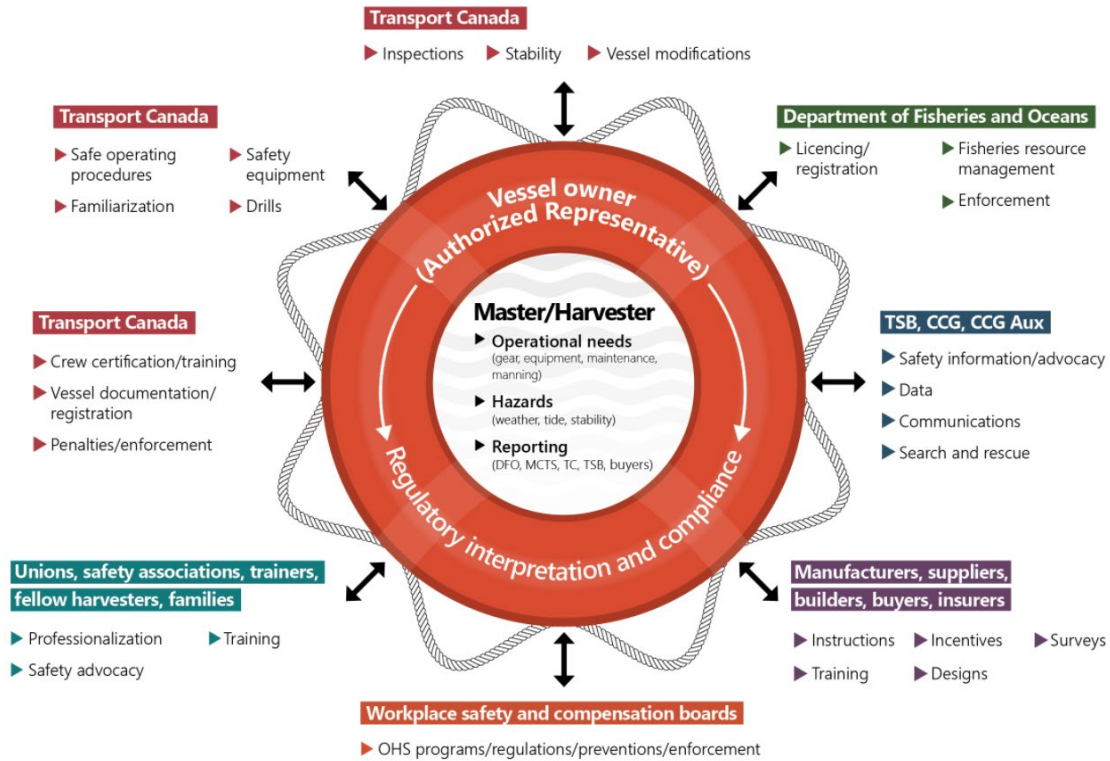 Transport Canada
Inspections
Stability
Vessel modifications
Transport Canada
Safe operating
procedures
Safety
equipment
Familiarization
Drills
Department of Fisheries and Oceans
Licencing/
registration
Fisheries resource
management
Enforcement
Vessel owner
(Authorized Representative)
Master/Harvester
Operational needs
(gear, equipment, maintenance,
manning)
Hazards
(weather, tide, stability)
Reporting
(DFO, MCTS, TC, TSB, buyers)
Regulatory interpretation and compliance
Transport Canada
Crew certification/training
Vessel documentation/
registration
Penalties/enforcement
TSB, CCG, CCG Aux
Safety information/advocacy
Data
Communications
Search and rescue
Unions, safety associations, trainers,
fellow harvesters, families
Professionalization
Training
Safety advocacy
Manufacturers, suppliers,
builders, buyers, insurers
Instructions
Incentives
Surveys
Training
Designs
Workplace safety and compensation boards
OHS programs/regulations/preventions/enforcement